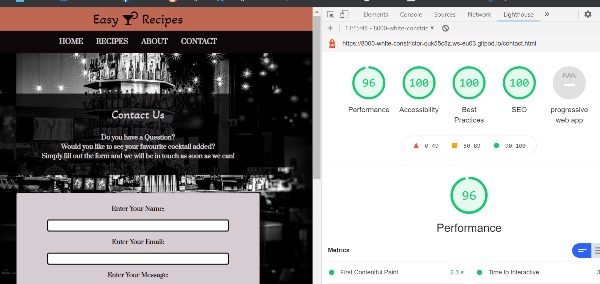 Easy Recipes
HOME RECIPES ABOUT CONTACT
Contact Us
Do you have a Question?
Would you like to see your favourite cocktail added?
Simply fill out the form and we will be in touch as soon as we can!
Enter Your Name:
Enter Your Email:
Enter Your Message:
Elements Console Sources Network Lighthouse
https://8000-white-constrictor-quk55c8z.ws-eu03.gitpod.io/contact.html
96 100 100 100
Performance Accessibility Best Practices SEO progressive web app
0-49 50-89 90-100
96
Performance
Metrics
First Contentful Paint 2.3 s Time to Interactive 3